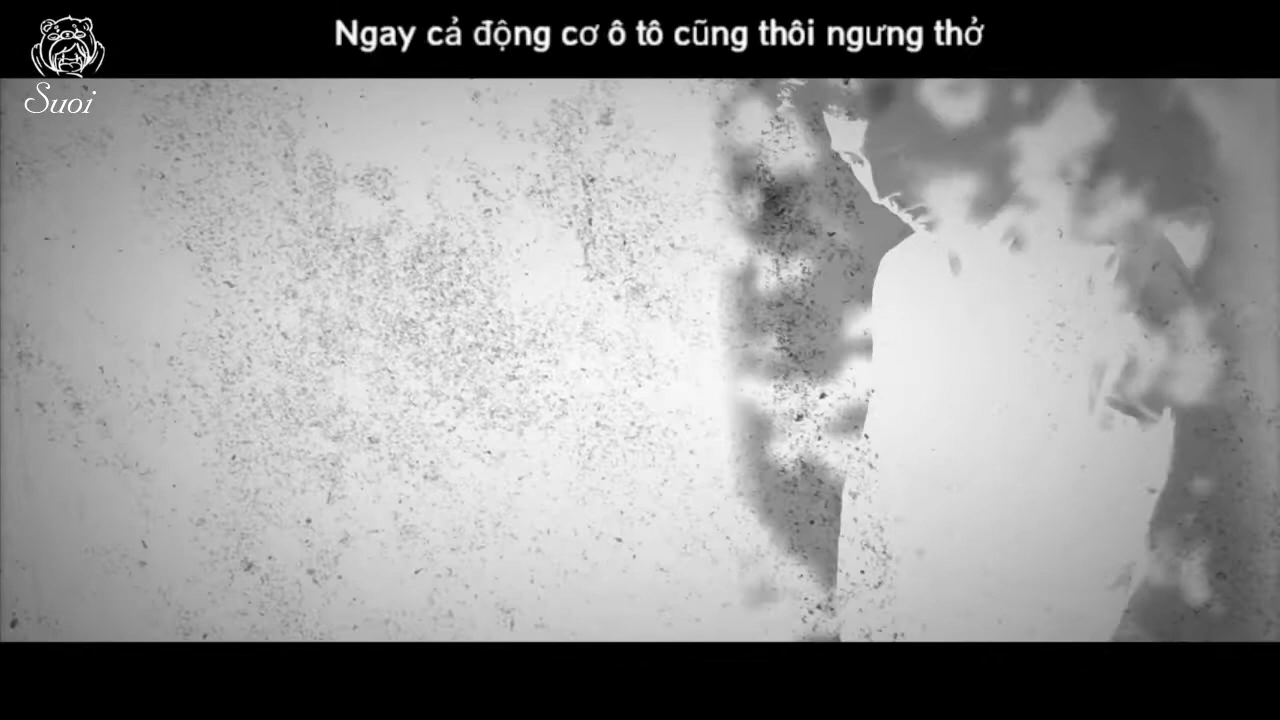 Ngay cả động cơ ô tô cũng thôi ngưng thở
Suoi